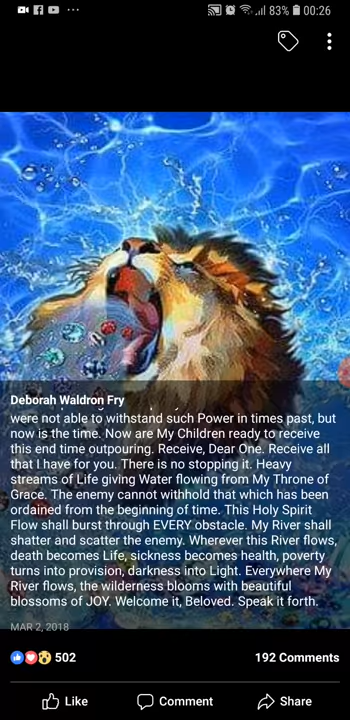 83% 00:26
Deborah Waldron Fry
were not able to withstand such Power in times past, but
now is the time. Now are My Children ready to receive
this end time outpouring. Receive, Dear One. Receive all
that I have for you. There is no stopping it. Heavy
streams of Life giving Water flowing from My Throne of
Grace. The enemy cannot withhold that which has been
ordained from the beginning of time. This Holy Spirit
Flow shall burst through EVERY obstacle. My River shall
shatter and scatter the enemy. Wherever this River flows,
death becomes Life, sickness becomes health, poverty
turns into provision, darkness into Light. Everywhere My
River flows, the wilderness blooms with beautiful
blossoms of JOY. Welcome it, Beloved. Speak it forth.
MAR 2, 2018
502 192 Comments
Like Comment Share